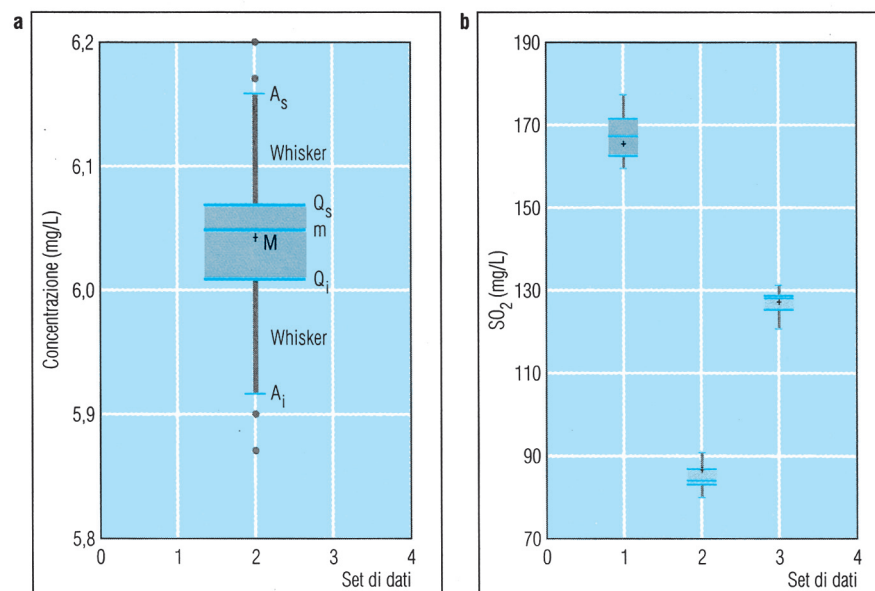 a
6,2
6,1
6,0
5,9
5,8
Concentrazione (mg/L)
A_s
Whisker
Q_s
m
M
Q_i
Whisker
A_i
0 1 2 3 4
Set di dati
b
190
170
150
130
110
90
70
SO₂ (mg/L)
0 1 2 3 4
Set di dati